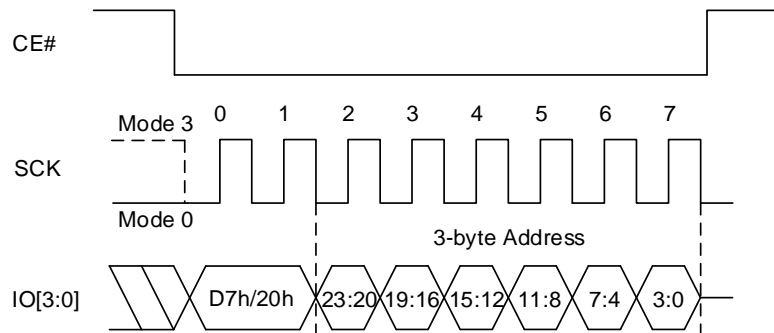 CE#
0 1 2 3 4 5 6 7
Mode 3
SCK
Mode 0
3-byte Address
IO[3:0] D7h/20h 23:20 19:16 15:12 11:8 7:4 3:0